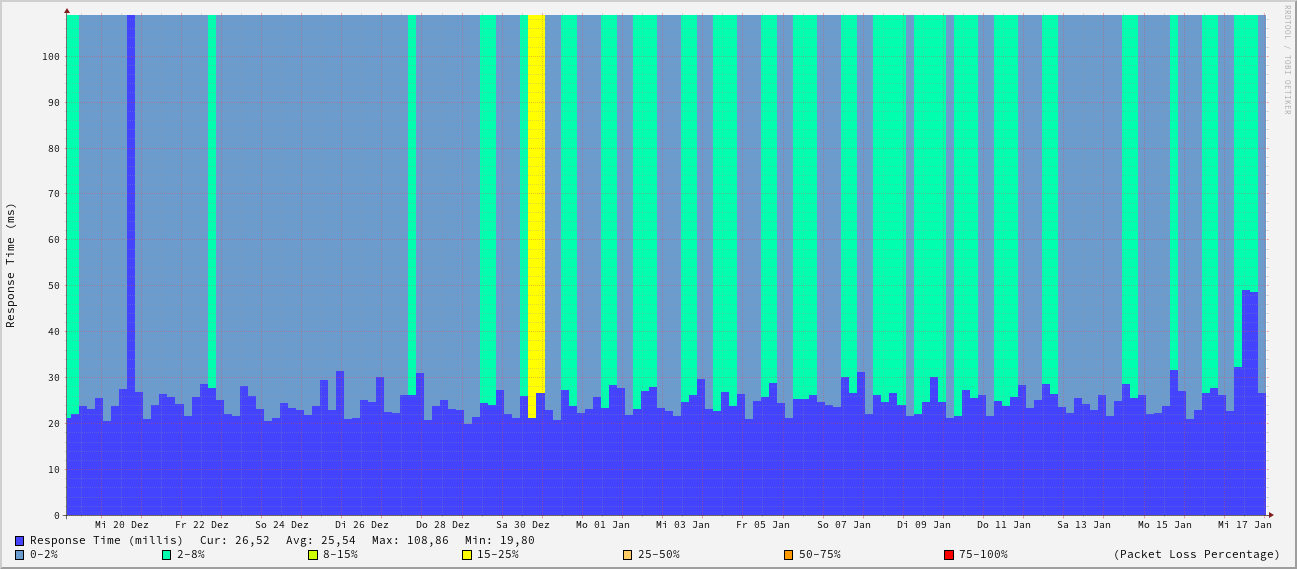 RRDTOOL / TOBI OETIKER
Response Time (ms)
100
90
80
70
60
50
40
30
20
10
0
Mi 20 Dez Fr 22 Dez So 24 Dez Di 26 Dez Do 28 Dez Sa 30 Dez Mo 01 Jan Mi 03 Jan Fr 05 Jan So 07 Jan Di 09 Jan Do 11 Jan Sa 13 Jan Mo 15 Jan Mi 17 Jan
Response Time (millis) Cur: 26,52 Avg: 25,54 Max: 108,86 Min: 19,80
0-2% 2-8% 8-15% 15-25% 25-50% 50-75% 75-100% (Packet Loss Percentage)